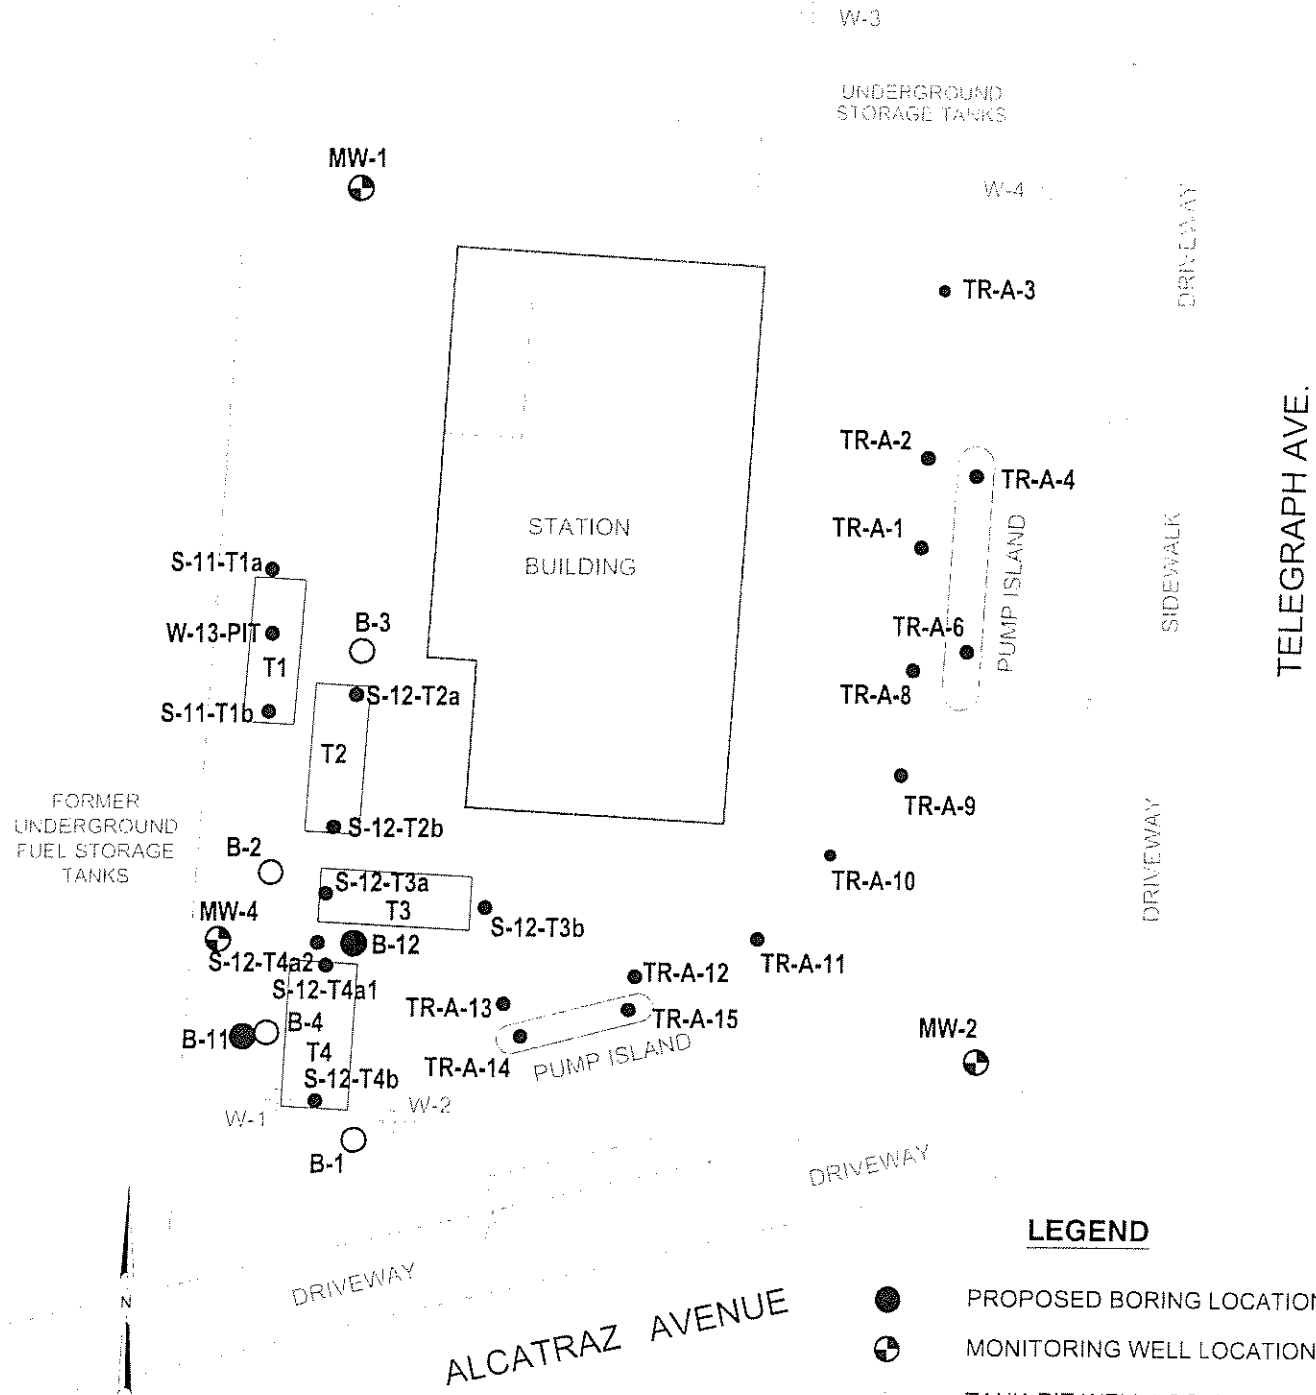 W-3
UNDERGROUND
STORAGE TANKS
MW-1
W-4
DRIVEWAY
TR-A-3
TELEGRAPH AVE.
TR-A-2
TR-A-4
STATION
BUILDING
TR-A-1
PUMP ISLAND
SIDEWALK
S-11-T1a
W-13-PIT
T1
B-3
TR-A-6
S-11-T1b
S-12-T2a
TR-A-8
T2
FORMER
UNDERGROUND
FUEL STORAGE
TANKS
TR-A-9
S-12-T2b
DRIVEWAY
B-2
TR-A-10
S-12-T3a
T3
MW-4
S-12-T3b
B-12
TR-A-11
S-12-T4a2
S-12-T4a1
TR-A-12
TR-A-13
TR-A-15
B-11
B-4
T4
MW-2
TR-A-14
PUMP ISLAND
S-12-T4b
W-1
W-2
B-1
DRIVEWAY
LEGEND
DRIVEWAY
N
ALCATRAZ AVENUE
PROPOSED BORING LOCATION
MONITORING WELL LOCATION